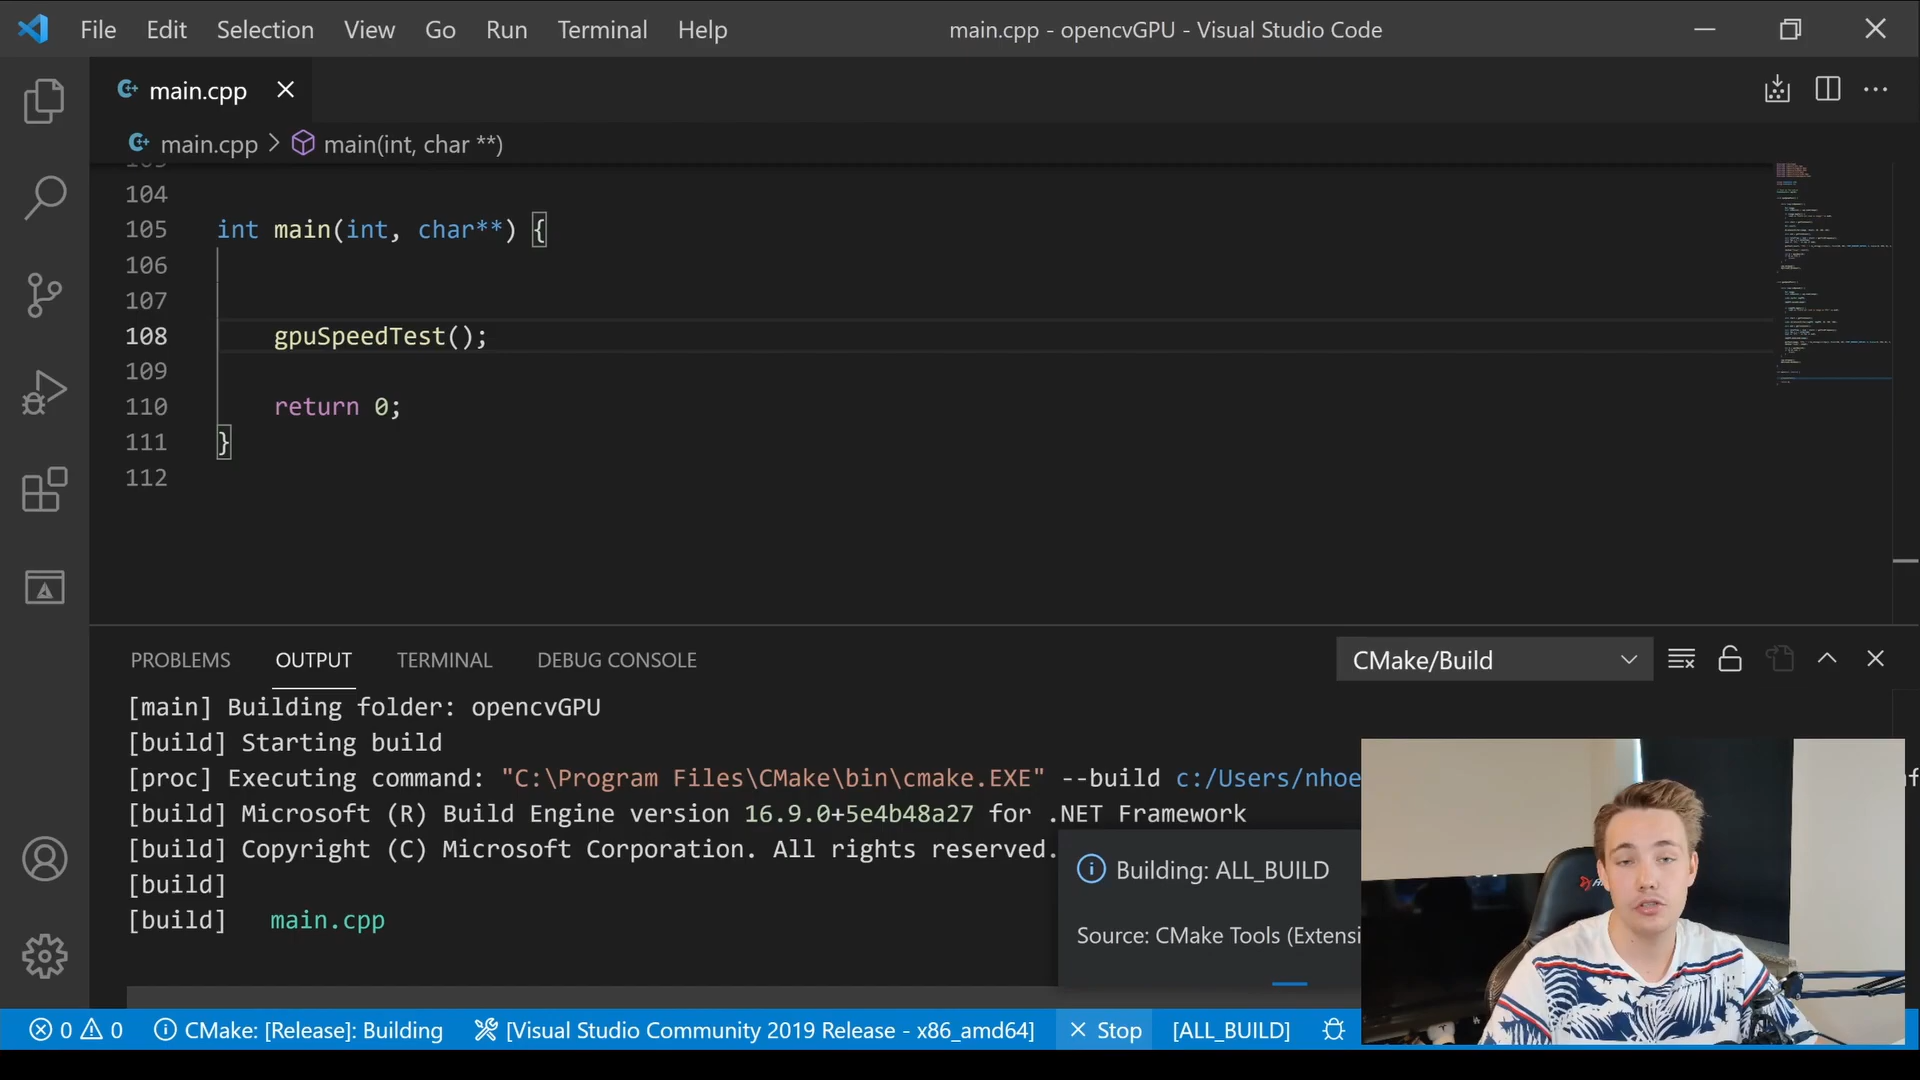 File Edit Selection View Go Run Terminal Help
main.cpp - opencvGPU - Visual Studio Code
main.cpp
main.cpp > main(int, char **)
104
105 int main(int, char**) {
106
107
108 gpuSpeedTest();
109
110 return 0;
111 }
112
PROBLEMS OUTPUT TERMINAL DEBUG CONSOLE
CMake/Build
[main] Building folder: opencvGPU
[build] Starting build
[proc] Executing command: "C:\Program Files\CMake\bin\cmake.EXE" --build c:/Users/nhoe
[build] Microsoft (R) Build Engine version 16.9.0+5e4b48a27 for .NET Framework
[build] Copyright (C) Microsoft Corporation. All rights reserved.
[build]
[build] main.cpp
Building: ALL_BUILD
Source: CMake Tools (Extensi
0 0 CMake: [Release]: Building [Visual Studio Community 2019 Release - x86_amd64] Stop [ALL_BUILD]